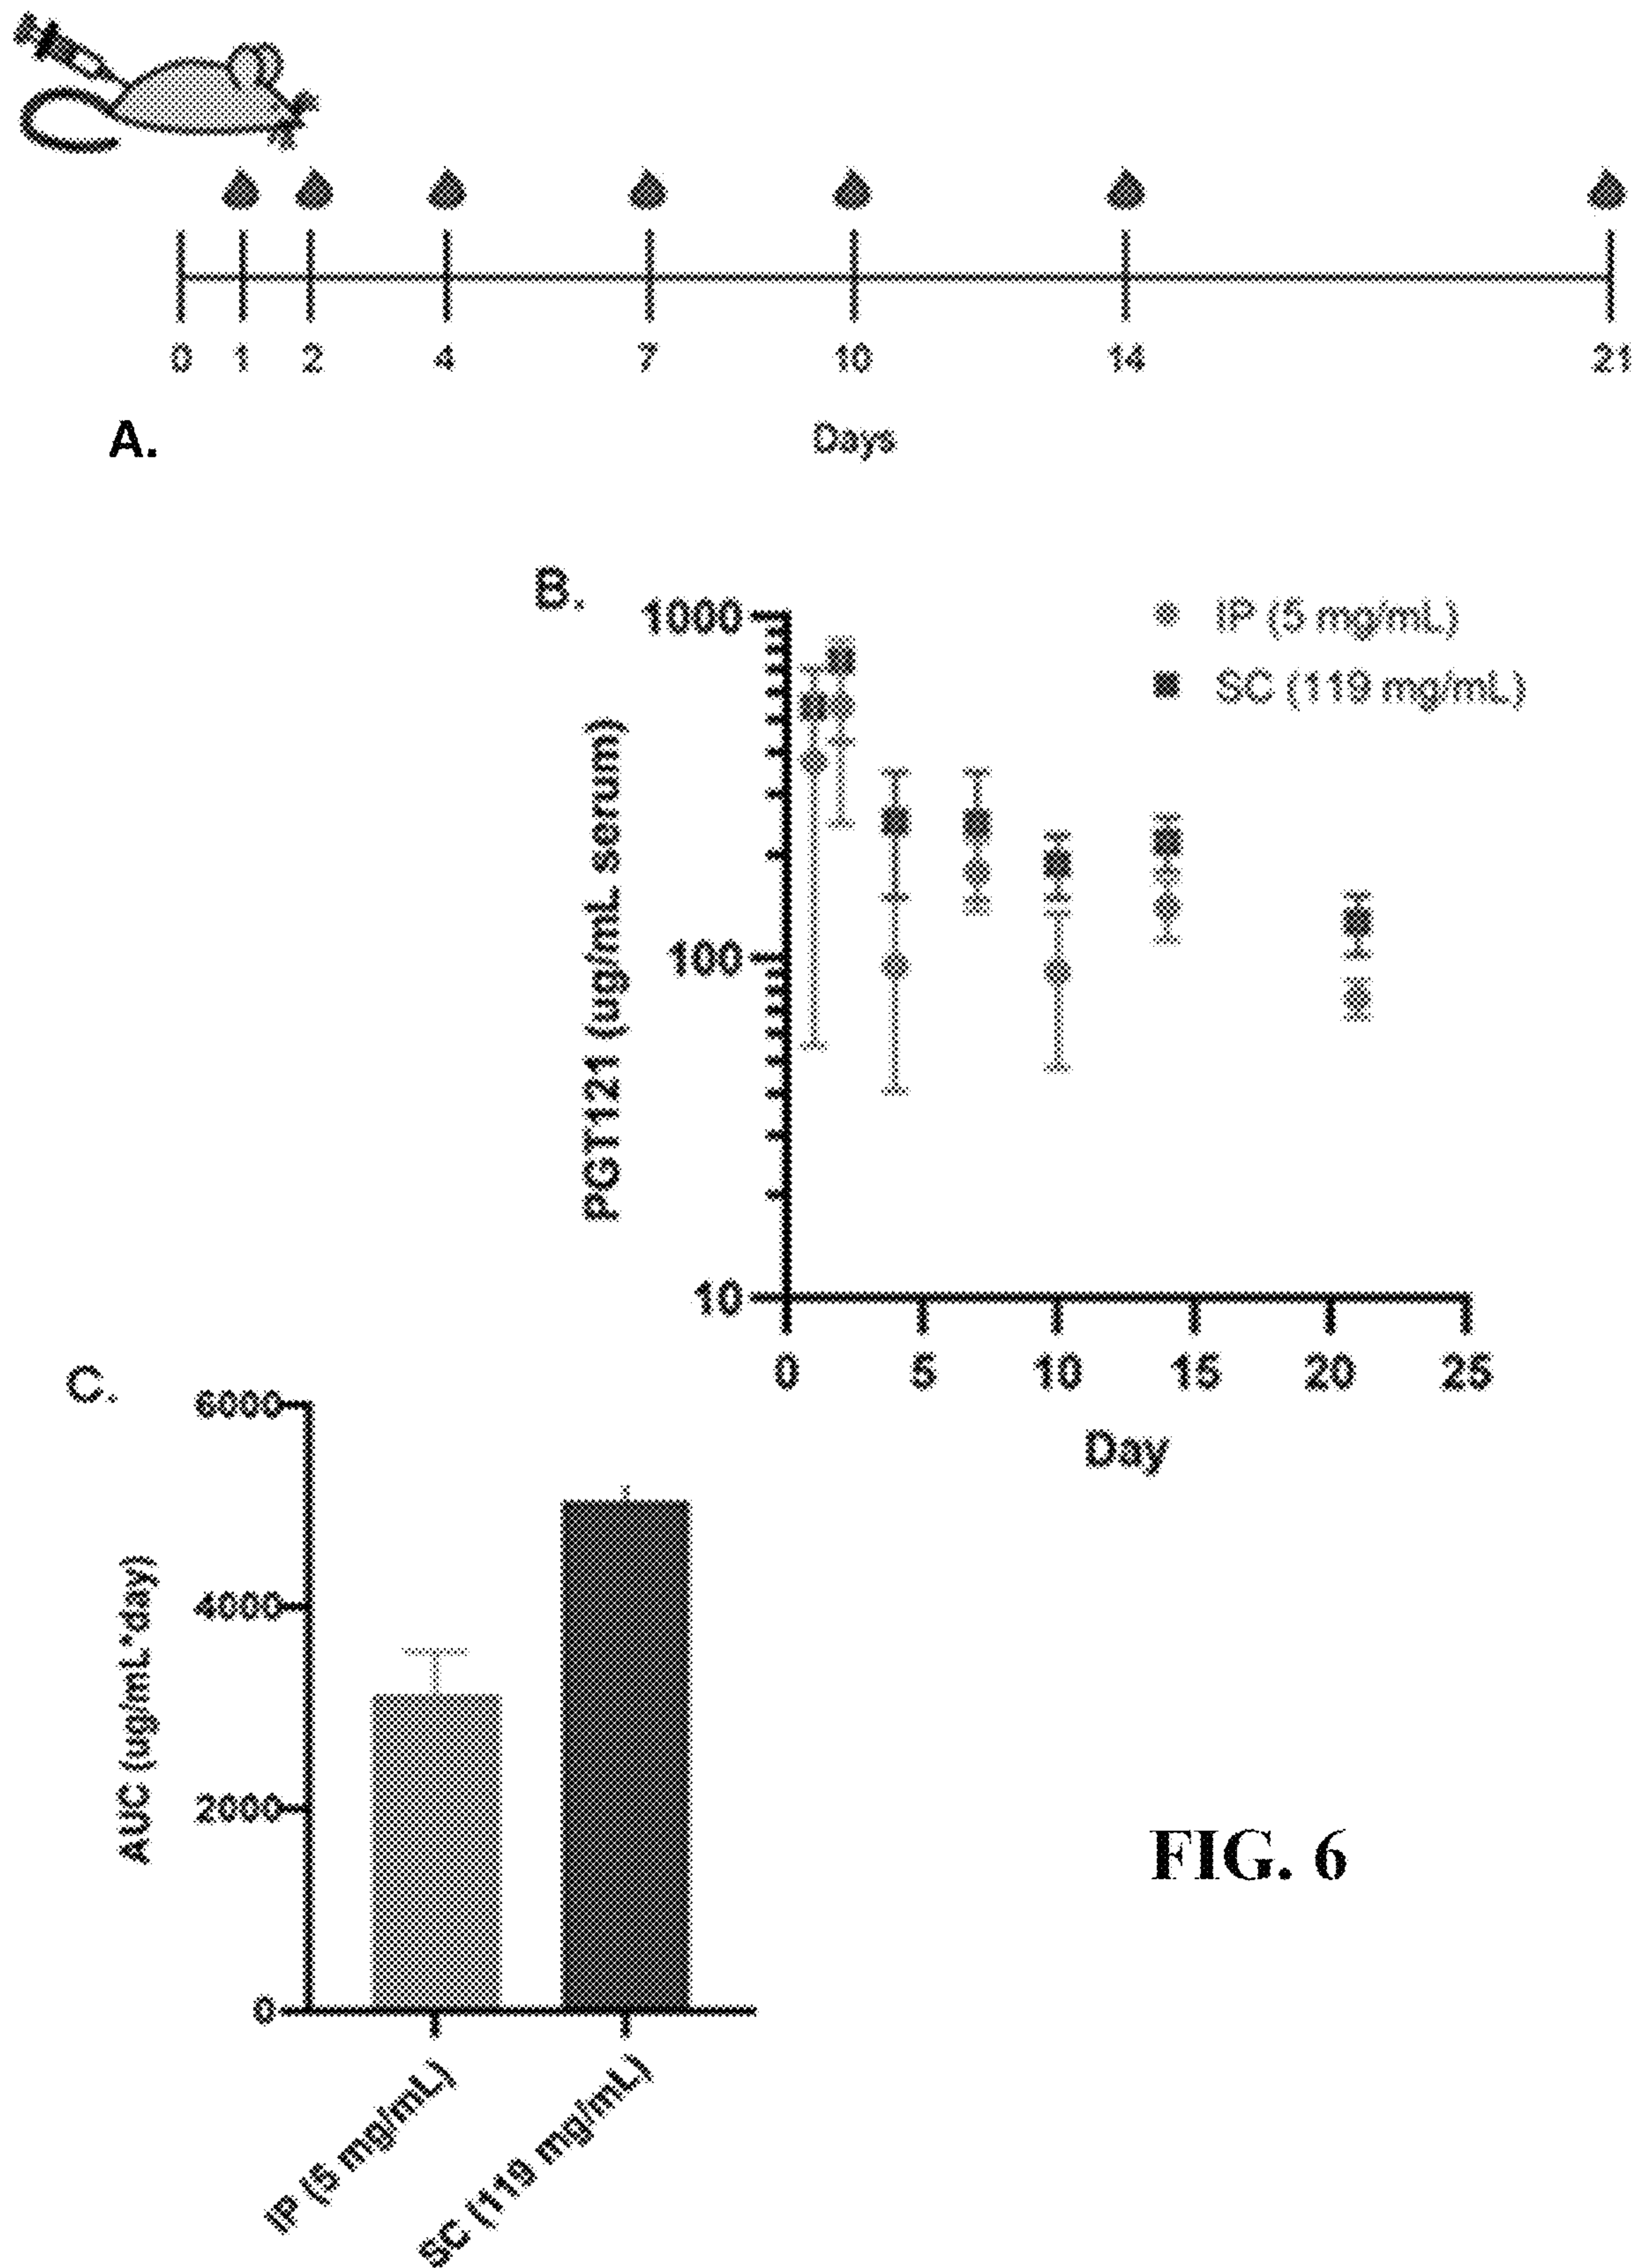 0 1 2 4 7 10 14 21
A.
Days
B.
IP (5 mg/mL)
SC (119 mg/mL)
PGT121 (ug/mL serum)
1000
100
10
0 5 10 15 20 25
Day
C.
AUC (ug/mL*day)
6000
4000
2000
0
IP (5 mg/mL)
SC (119 mg/mL)
FIG. 6